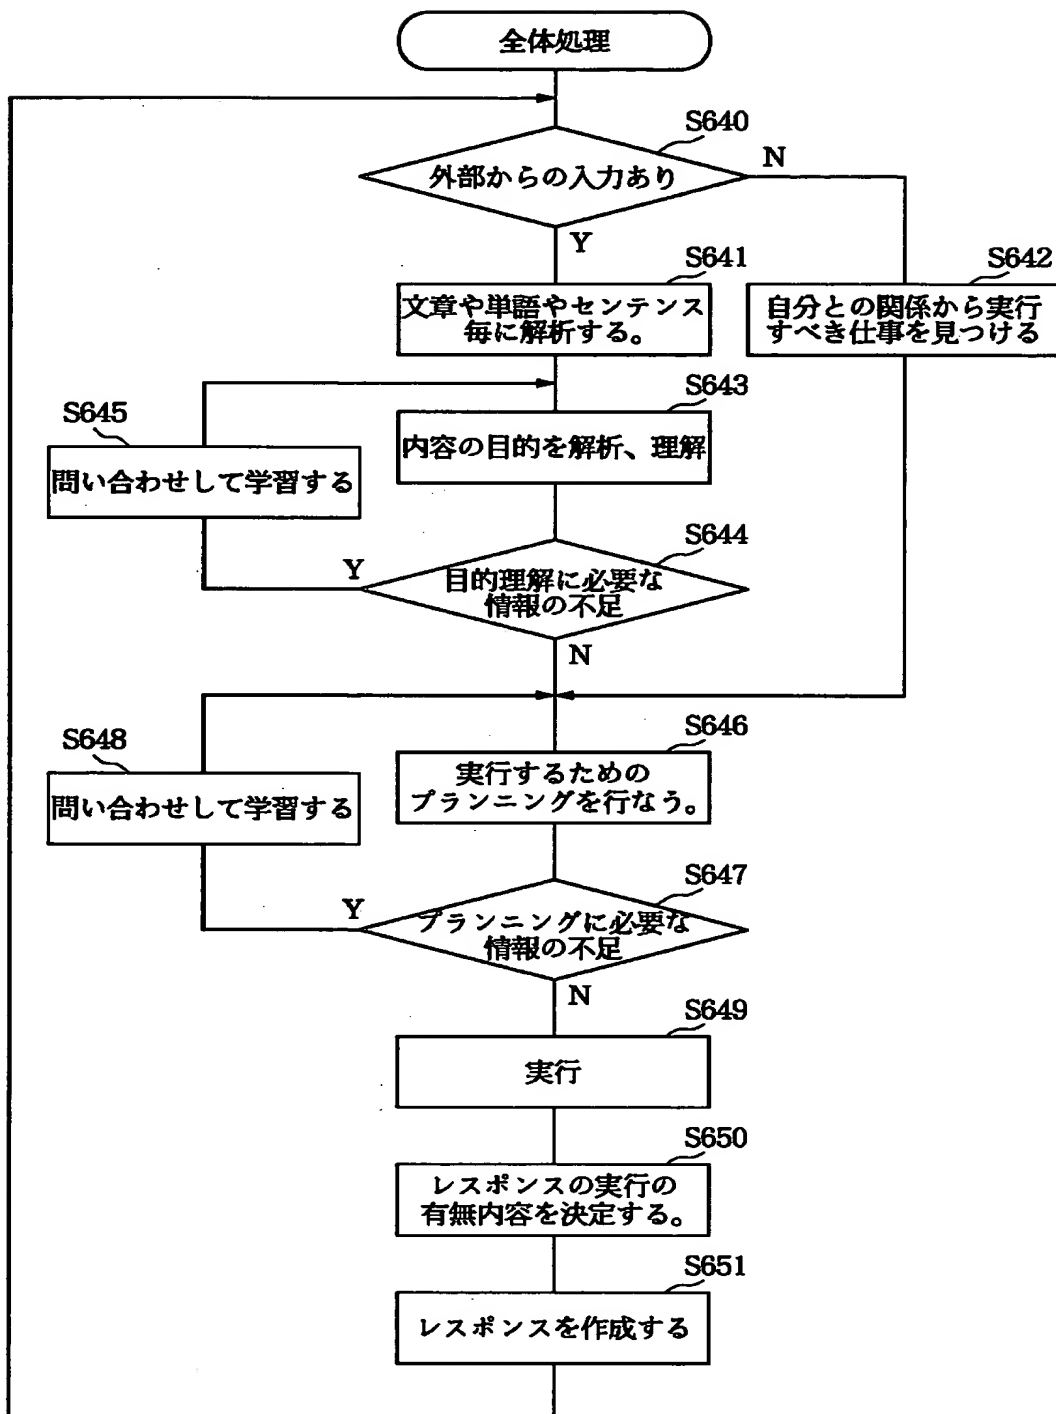 全体処理
S640
外部からの入力あり
N
Y
S641
文章や単語やセンテンス
毎に解析する。
S642
自分との関係から実行
すべき仕事を見つける
S643
内容の目的を解析、理解
S645
問い合わせして学習する
S644
目的理解に必要な
情報の不足
Y
N
S646
実行するための
プランニングを行なう。
S648
問い合わせして学習する
S647
プランニングに必要な
情報の不足
Y
N
S649
実行
S650
レスポンスの実行の
有無内容を決定する。
S651
レスポンスを作成する